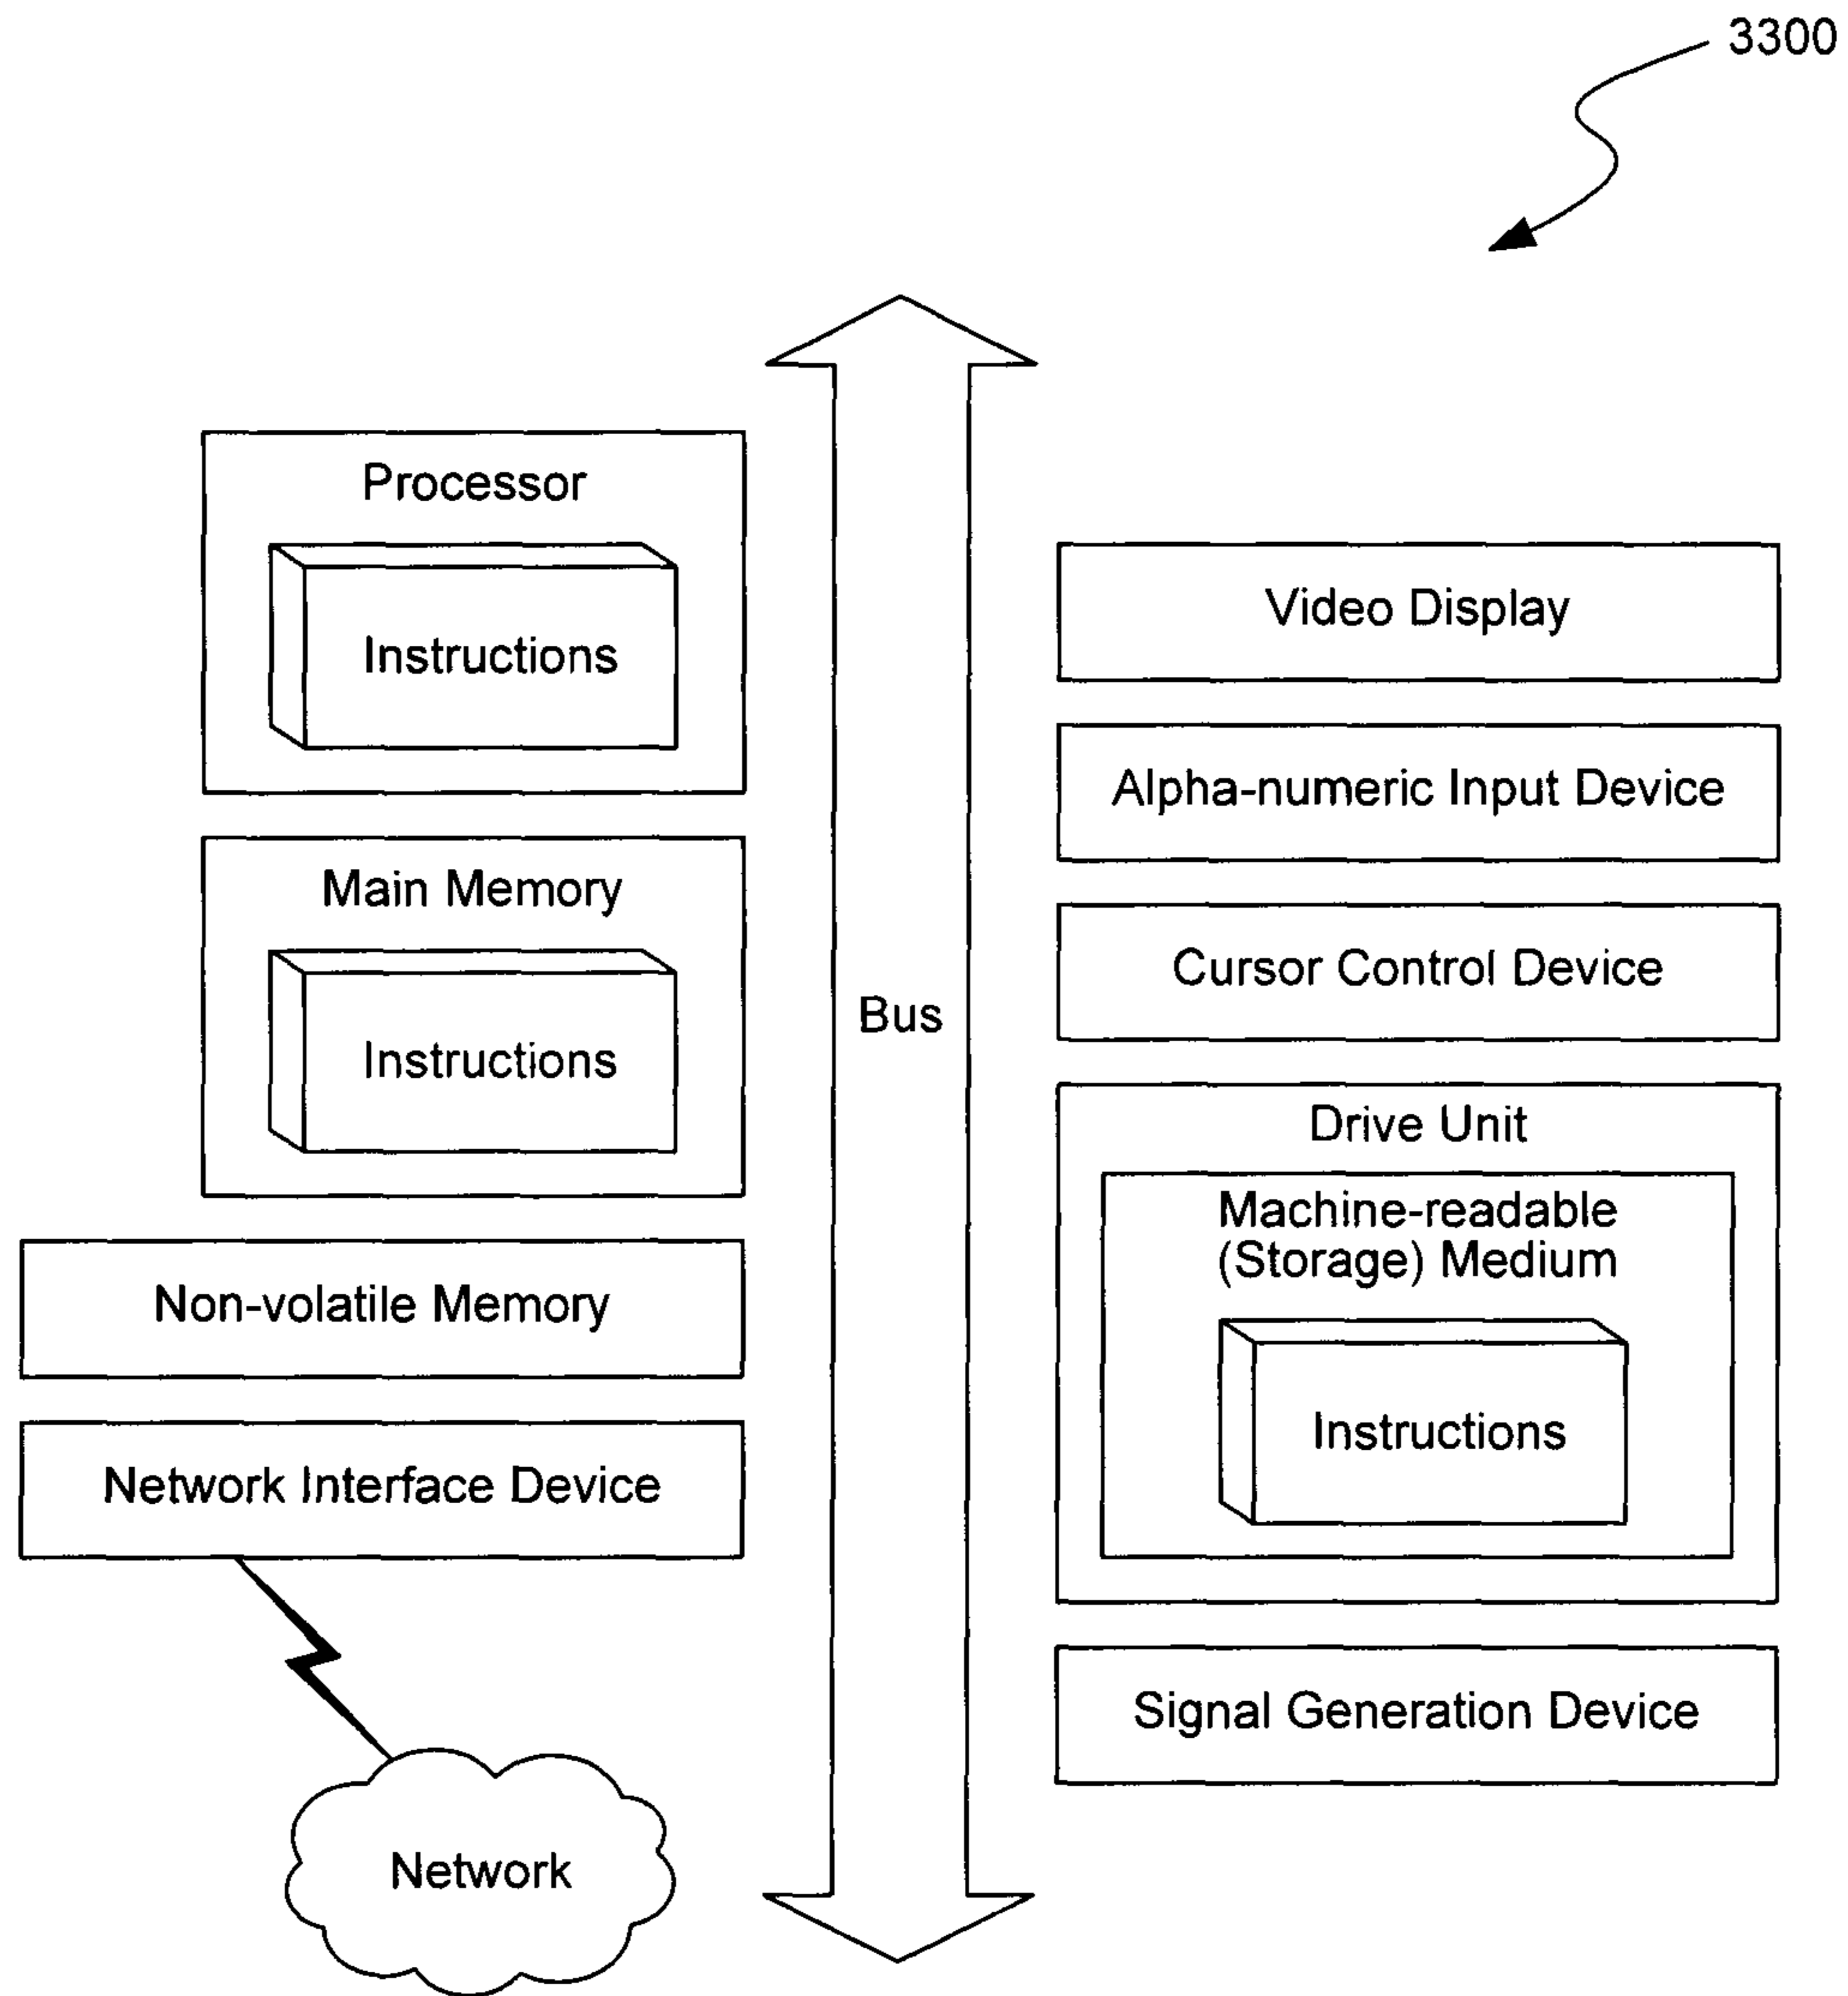 3300
Processor
Instructions
Main Memory
Instructions
Non-volatile Memory
Network Interface Device
Network
Bus
Video Display
Alpha-numeric Input Device
Cursor Control Device
Drive Unit
Machine-readable
(Storage) Medium
Instructions
Signal Generation Device